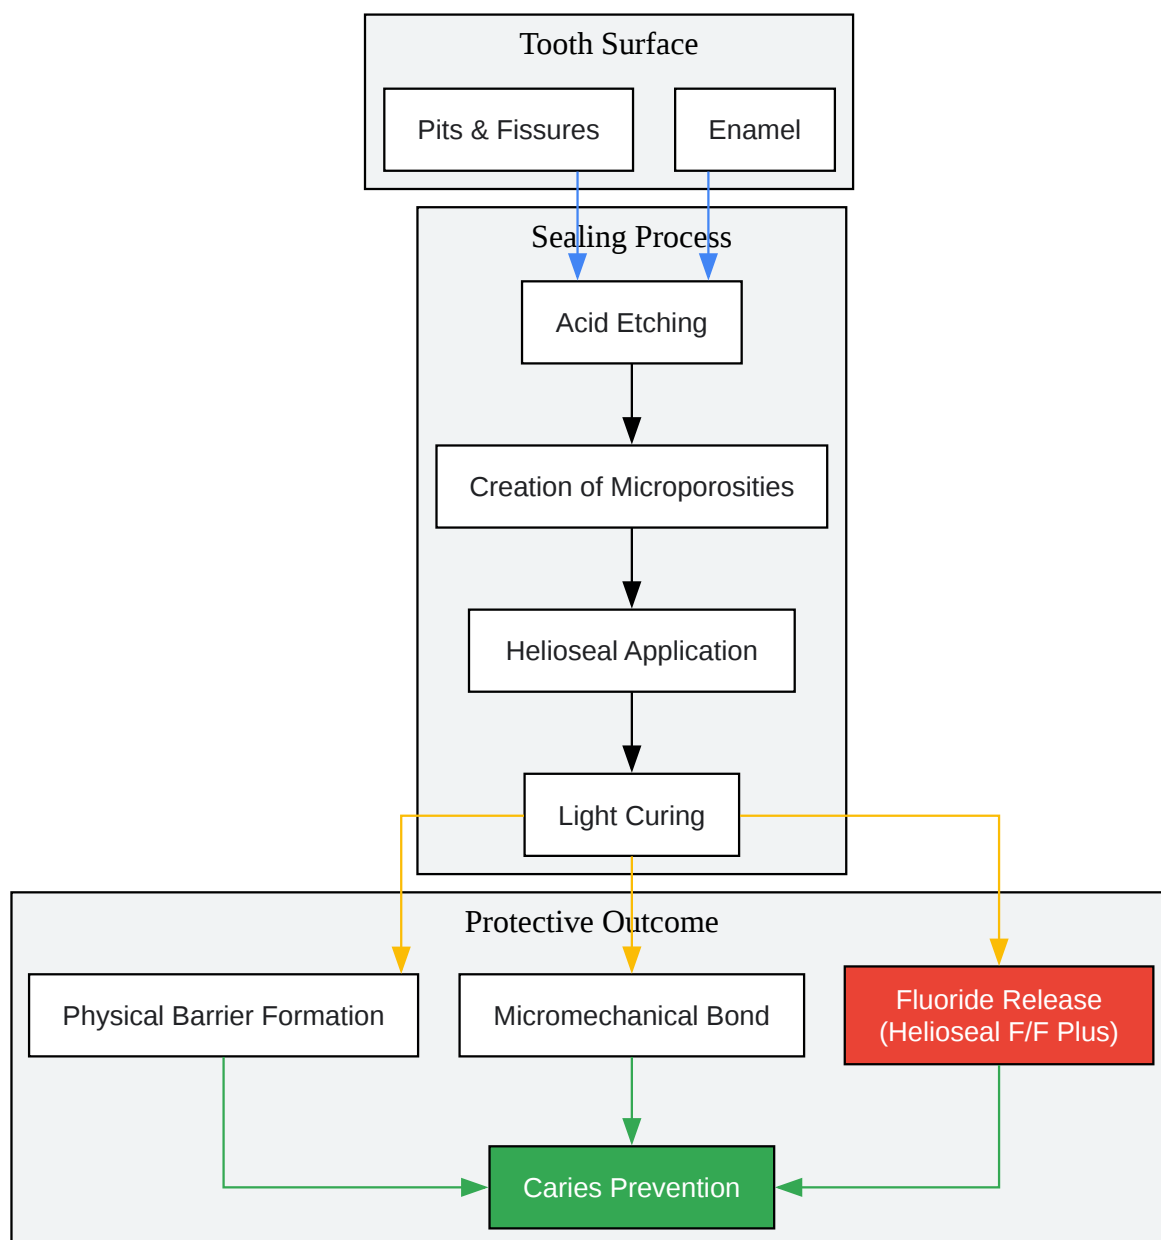 Tooth Surface
Pits & Fissures
Enamel
Sealing Process
Acid Etching
Creation of Microporosities
Helioseal Application
Light Curing
Protective Outcome
Physical Barrier Formation
Micromechanical Bond
Fluoride Release
(Helioseal F/F Plus)
Caries Prevention